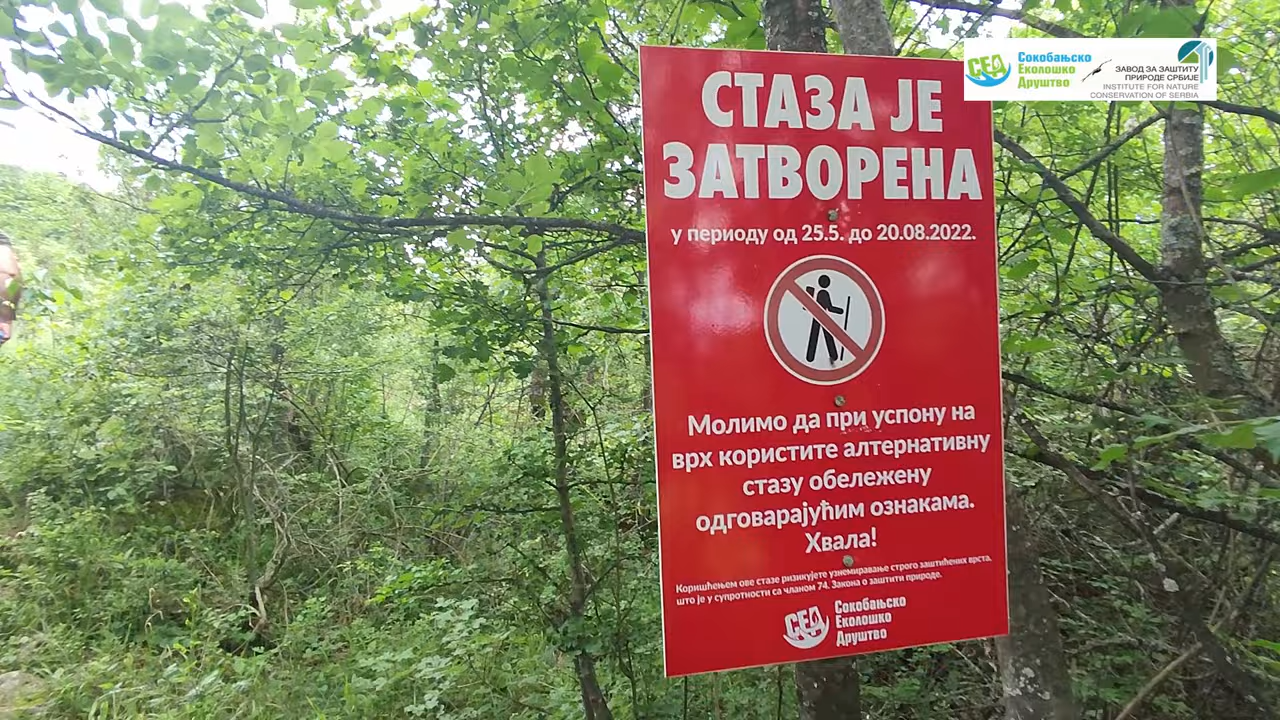 СЕД
Сокобањско
Еколошко
Друштво
ЗАВОД ЗА ЗАШТИТУ
ПРИРОДЕ СРБИЈЕ
INSTITUTE FOR NATURE
CONSERVATION OF SERBIA
СТАЗА ЈЕ
ЗАТВОРЕНА
у периоду од 25.5. до 20.08.2022.
Молимо да при успону на
врх користите алтернативну
стазу обележену
одговарајућим ознакама.
Хвала!
Коришћењем ове стазе ризикујете узнемиравање строго заштићених врста,
што је у супротности са чланом 74. Закона о заштити природе.
СЕД
Сокобањско
Еколошко
Друштво